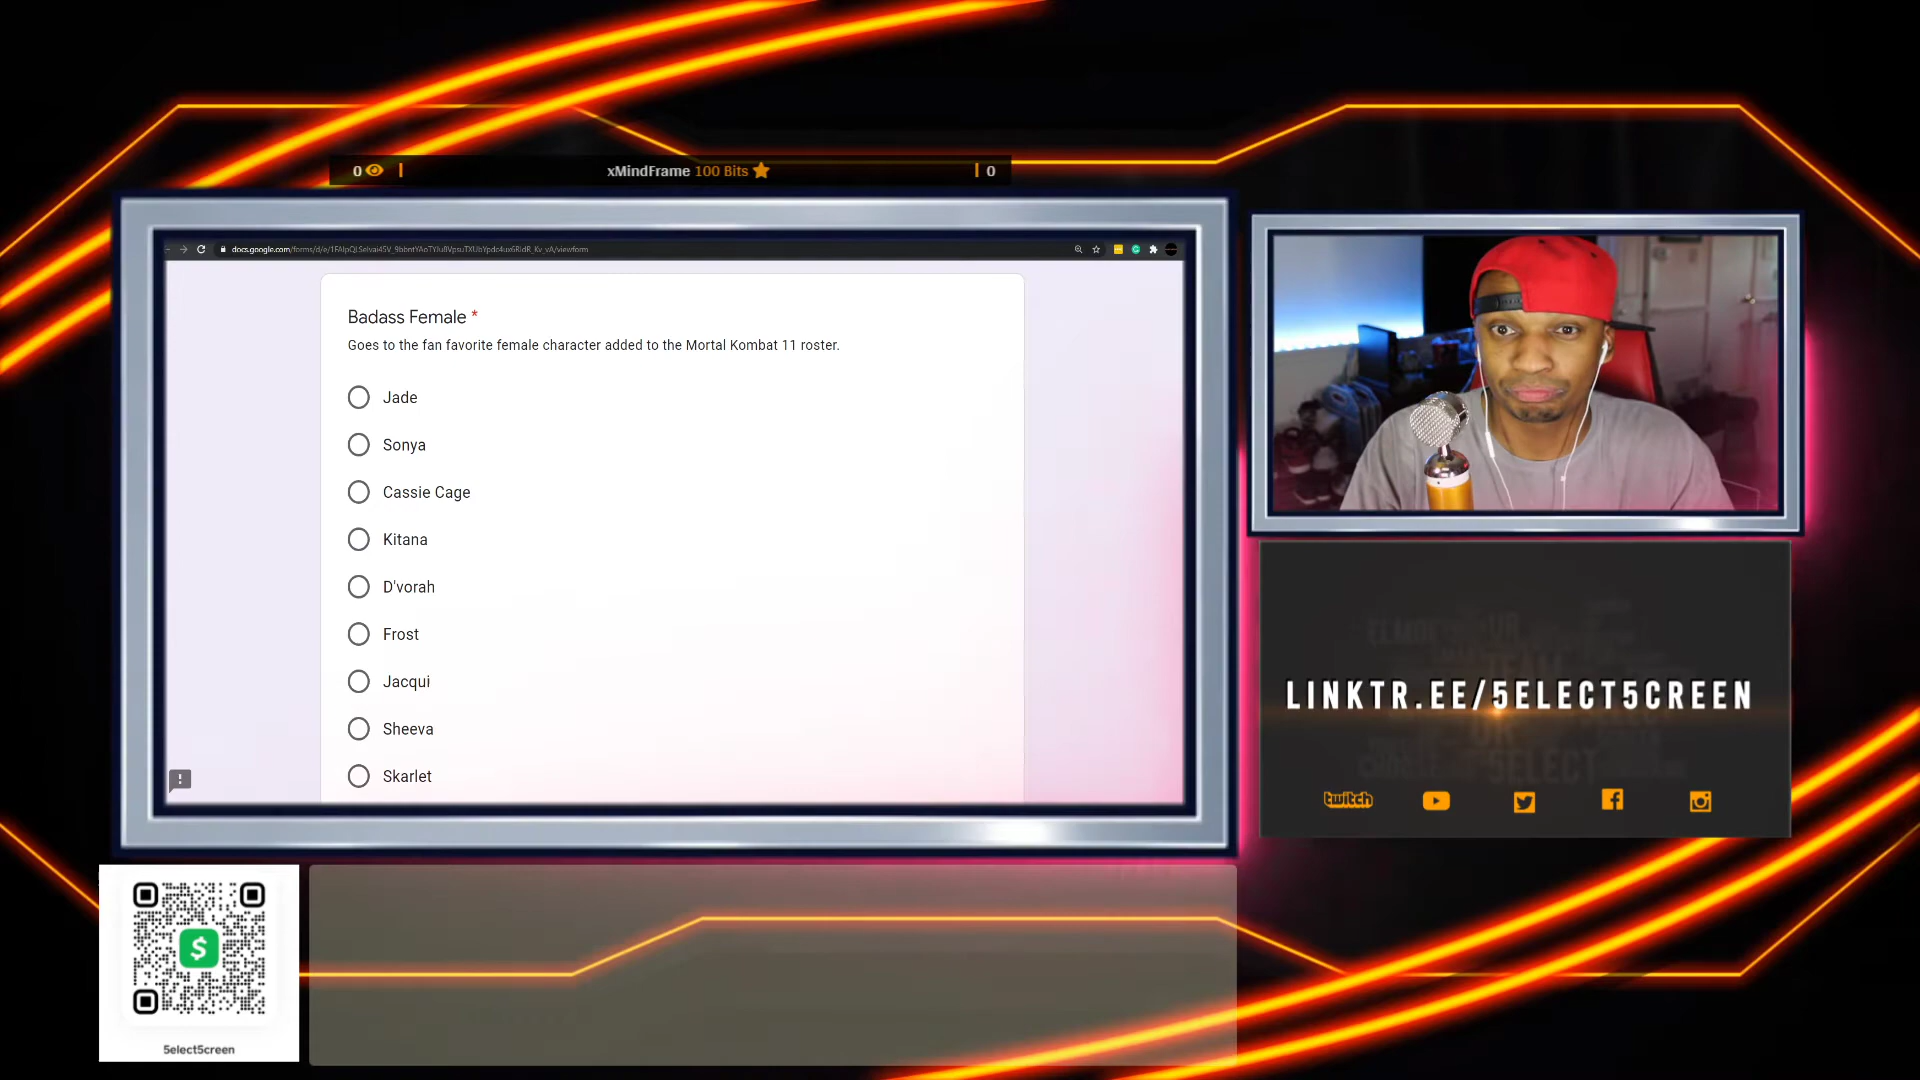 0
xMindFrame 100 Bits
0
Badass Female *
Goes to the fan favorite female character added to the Mortal Kombat 11 roster.
Jade
Sonya
Cassie Cage
Kitana
D'vorah
Frost
Jacqui
Sheeva
Skarlet
LINKTR.EE/5ELECT5CREEN
twitch
$
5elect5creen